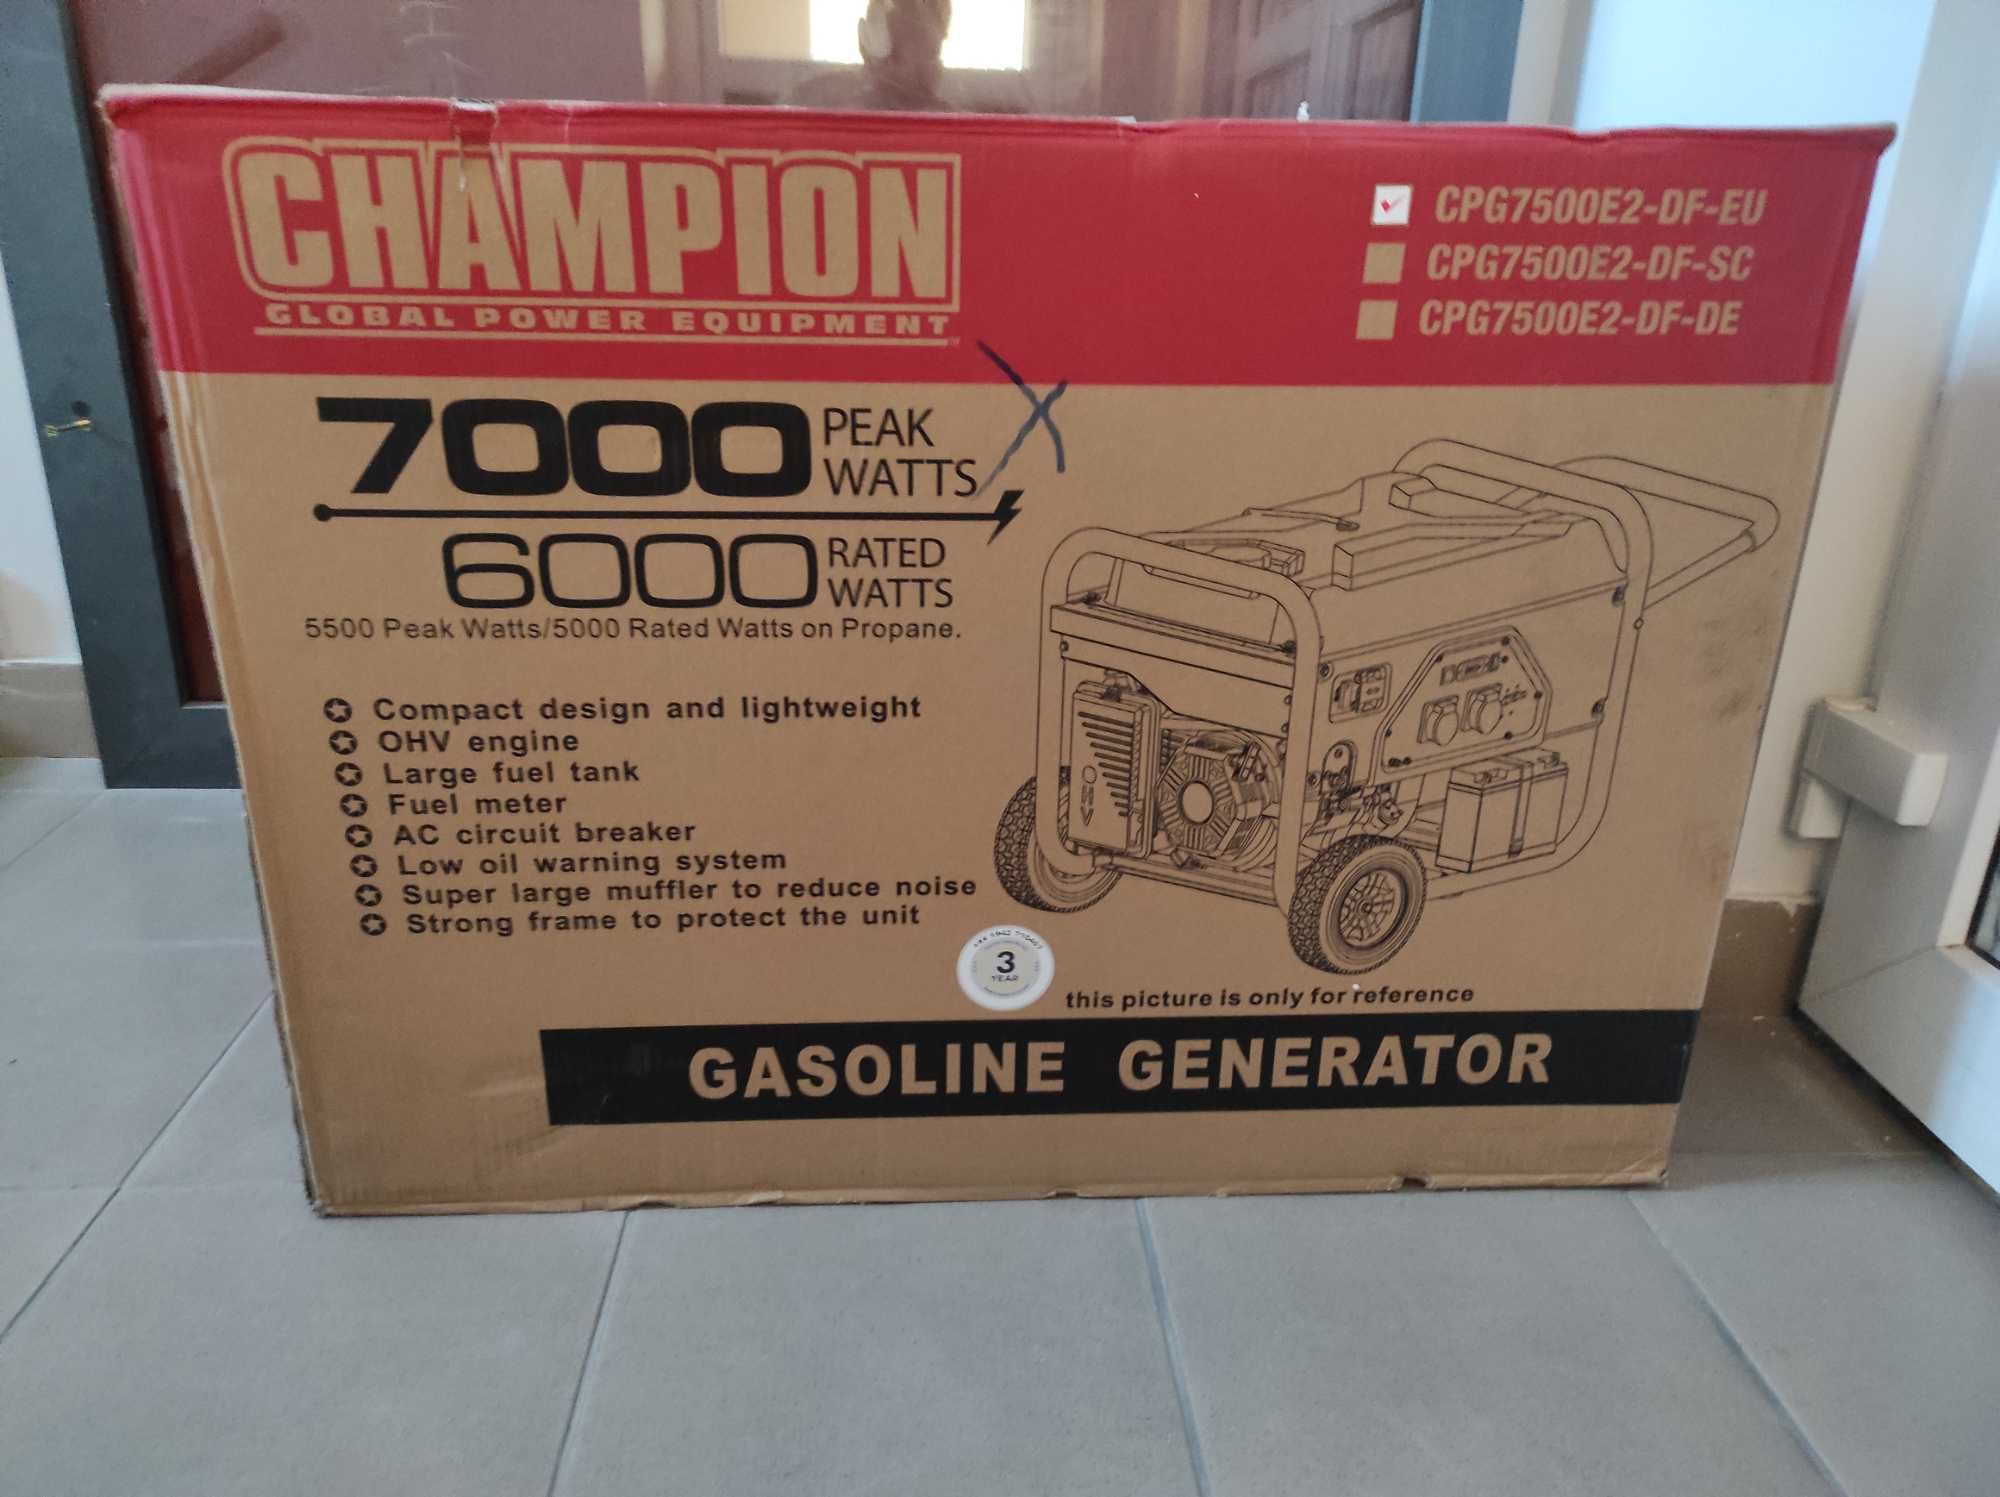 CHAMPION
GLOBAL POWER EQUIPMENT
CPG7500E2-DF-EU
CPG7500E2-DF-SC
CPG7500E2-DF-DE
7000 PEAK WATTS
6000 RATED WATTS
5500 Peak Watts/5000 Rated Watts on Propane.
Compact design and lightweight
OHV engine
Large fuel tank
Fuel meter
AC circuit breaker
Low oil warning system
Super large muffler to reduce noise
Strong frame to protect the unit
OHV
3
YEAR
this picture is only for reference
GASOLINE GENERATOR